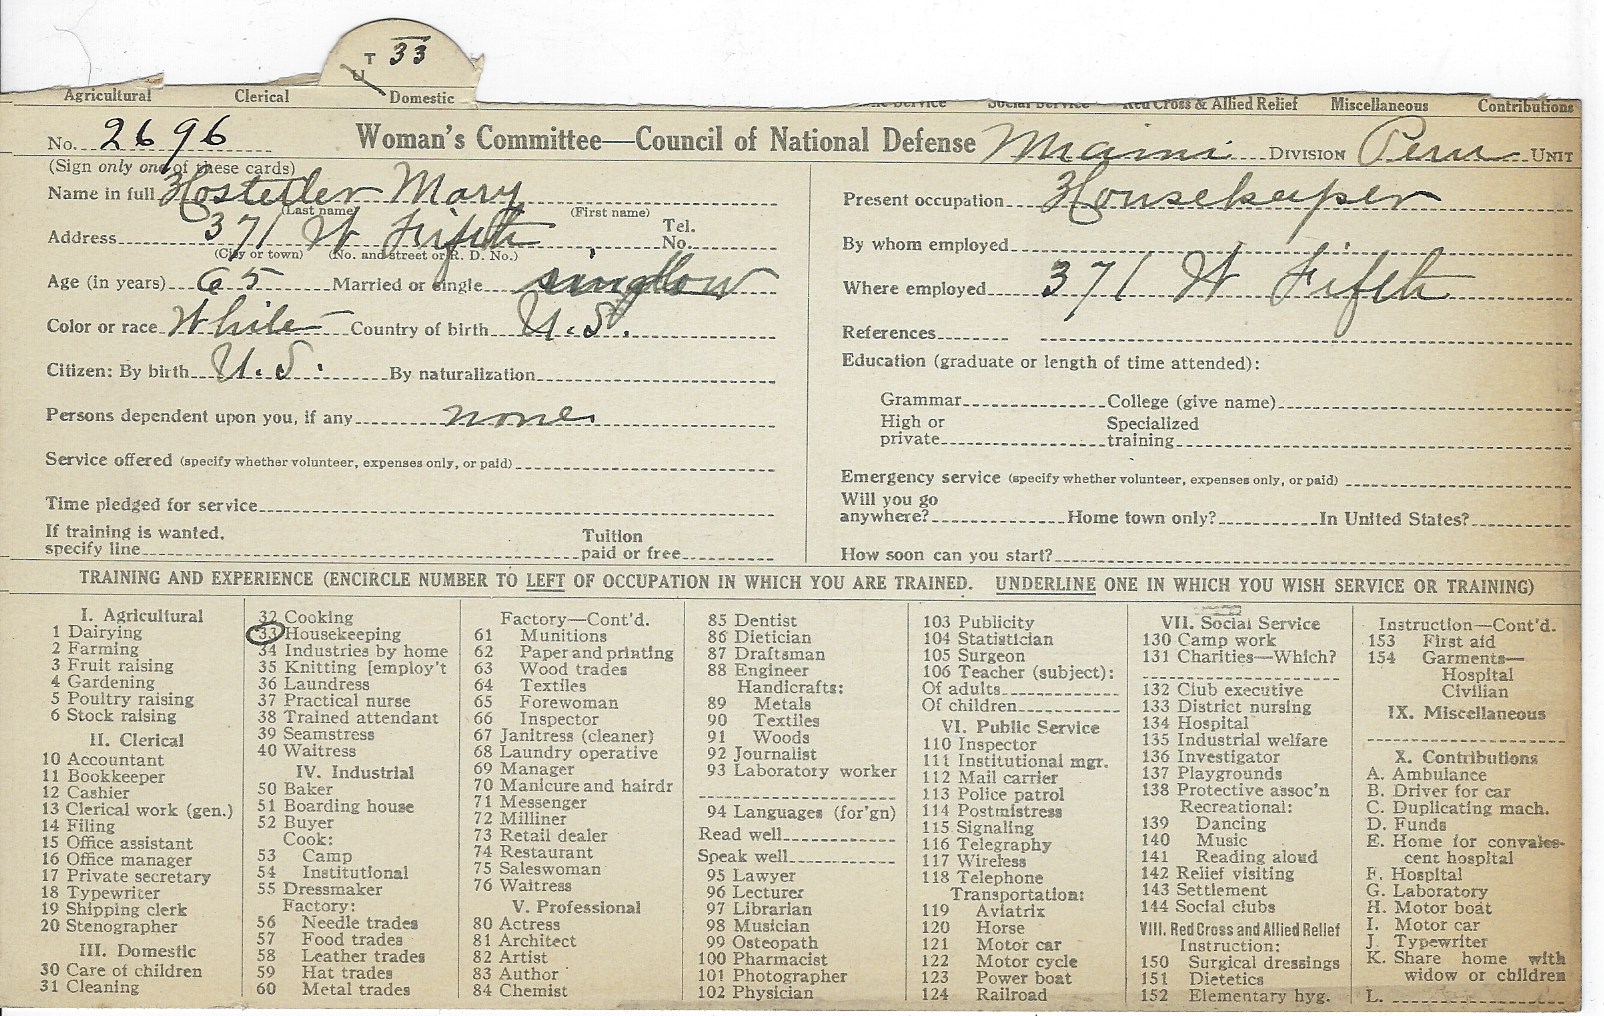 T 33
U
Agricultural Clerical Domestic Social Service Red Cross & Allied Relief Miscellaneous Contributions
No. 2696 Woman's Committee—Council of National Defense Miami DIVISION Peru UNIT
(Sign only one of these cards)
Name in full Hostetler Mary
(Last name) (First name)
Address 371 W Fifth Tel. No.
(City or town) (No. and street or R. D. No.)
Age (in years) 65 Married or single
Color or race White Country of birth U.S.
Citizen: By birth U.S. By naturalization
Persons dependent upon you, if any none.
Service offered (specify whether volunteer, expenses only, or paid)
Time pledged for service
If training is wanted, specify line Tuition paid or free
Present occupation Housekeeper
By whom employed
Where employed 371 W Fifth
References
Education (graduate or length of time attended):
Grammar College (give name)
High or private Specialized training
Emergency service (specify whether volunteer, expenses only, or paid)
Will you go anywhere? Home town only? In United States?
How soon can you start?
TRAINING AND EXPERIENCE (ENCIRCLE NUMBER TO LEFT OF OCCUPATION IN WHICH YOU ARE TRAINED. UNDERLINE ONE IN WHICH YOU WISH SERVICE OR TRAINING)
I. Agricultural
1 Dairying
2 Farming
3 Fruit raising
4 Gardening
5 Poultry raising
6 Stock raising
II. Clerical
10 Accountant
11 Bookkeeper
12 Cashier
13 Clerical work (gen.)
14 Filing
15 Office assistant
16 Office manager
17 Private secretary
18 Typewriter
19 Shipping clerk
20 Stenographer
III. Domestic
30 Care of children
31 Cleaning
32 Cooking
33 Housekeeping
34 Industries by home
35 Knitting [employ't
36 Laundress
37 Practical nurse
38 Trained attendant
39 Seamstress
40 Waitress
IV. Industrial
50 Baker
51 Boarding house
52 Buyer
Cook:
53 Camp
54 Institutional
55 Dressmaker
Factory:
56 Needle trades
57 Food trades
58 Leather trades
59 Hat trades
60 Metal trades
Factory—Cont'd.
61 Munitions
62 Paper and printing
63 Wood trades
64 Textiles
65 Forewoman
66 Inspector
67 Janitress (cleaner)
68 Laundry operative
69 Manager
70 Manicure and hairdr
71 Messenger
72 Milliner
73 Retail dealer
74 Restaurant
75 Saleswoman
76 Waitress
V. Professional
80 Actress
81 Architect
82 Artist
83 Author
84 Chemist
85 Dentist
86 Dietician
87 Draftsman
88 Engineer
Handicrafts:
89 Metals
90 Textiles
91 Woods
92 Journalist
93 Laboratory worker
94 Languages (for'gn)
Read well
Speak well
95 Lawyer
96 Lecturer
97 Librarian
98 Musician
99 Osteopath
100 Pharmacist
101 Photographer
102 Physician
103 Publicity
104 Statistician
105 Surgeon
106 Teacher (subject):
Of adults
Of children
VI. Public Service
110 Inspector
111 Institutional mgr.
112 Mail carrier
113 Police patrol
114 Postmistress
115 Signaling
116 Telegraphy
117 Wireless
118 Telephone
Transportation:
119 Aviatrix
120 Horse
121 Motor car
122 Motor cycle
123 Power boat
124 Railroad
VII. Social Service
130 Camp work
131 Charities—Which?
132 Club executive
133 District nursing
134 Hospital
135 Industrial welfare
136 Investigator
137 Playgrounds
138 Protective assoc'n
Recreational:
139 Dancing
140 Music
141 Reading aloud
142 Relief visiting
143 Settlement
144 Social clubs
VIII. Red Cross and Allied Relief
Instruction:
150 Surgical dressings
151 Dietetics
152 Elementary hyg.
Instruction—Cont'd.
153 First aid
154 Garments—
Hospital
Civilian
IX. Miscellaneous
X. Contributions
A. Ambulance
B. Driver for car
C. Duplicating mach.
D. Funds
E. Home for convales-
cent hospital
F. Hospital
G. Laboratory
H. Motor boat
I. Motor car
J. Typewriter
K. Share home with
widow or children
L.